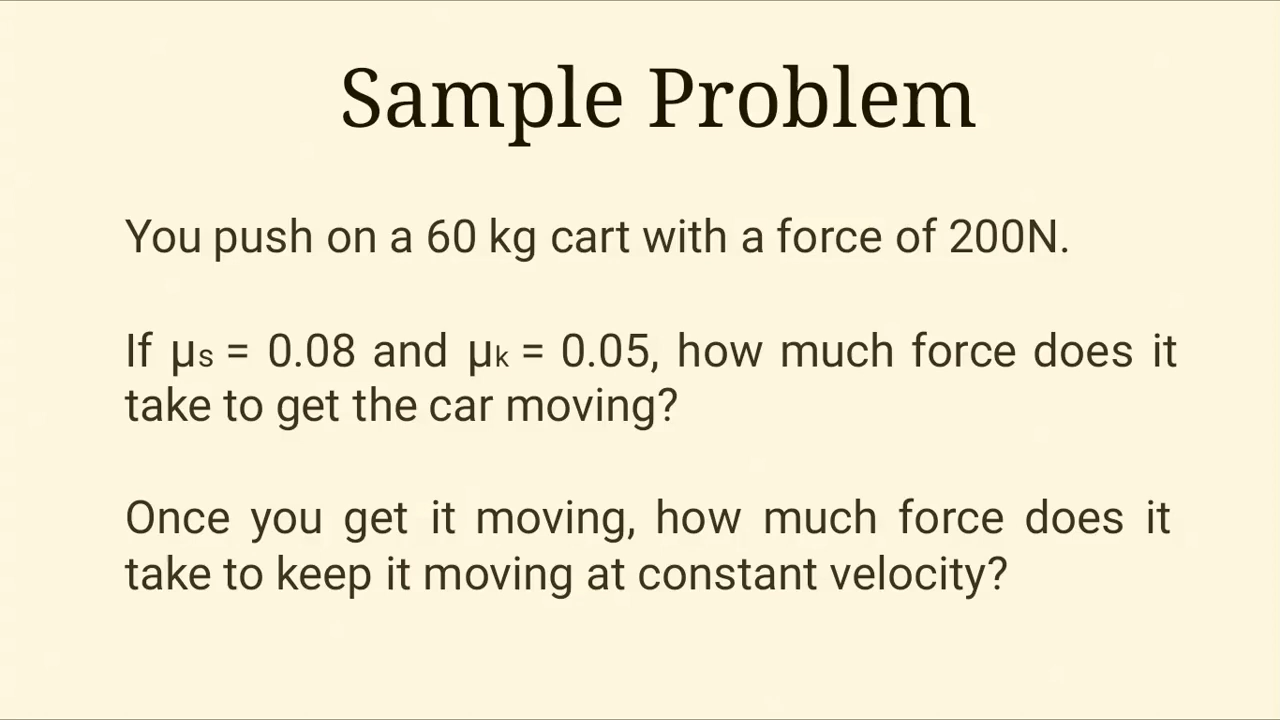 Sample Problem
You push on a 60 kg cart with a force of 200N.
If μs = 0.08 and μk = 0.05, how much force does it
take to get the car moving?
Once you get it moving, how much force does it
take to keep it moving at constant velocity?